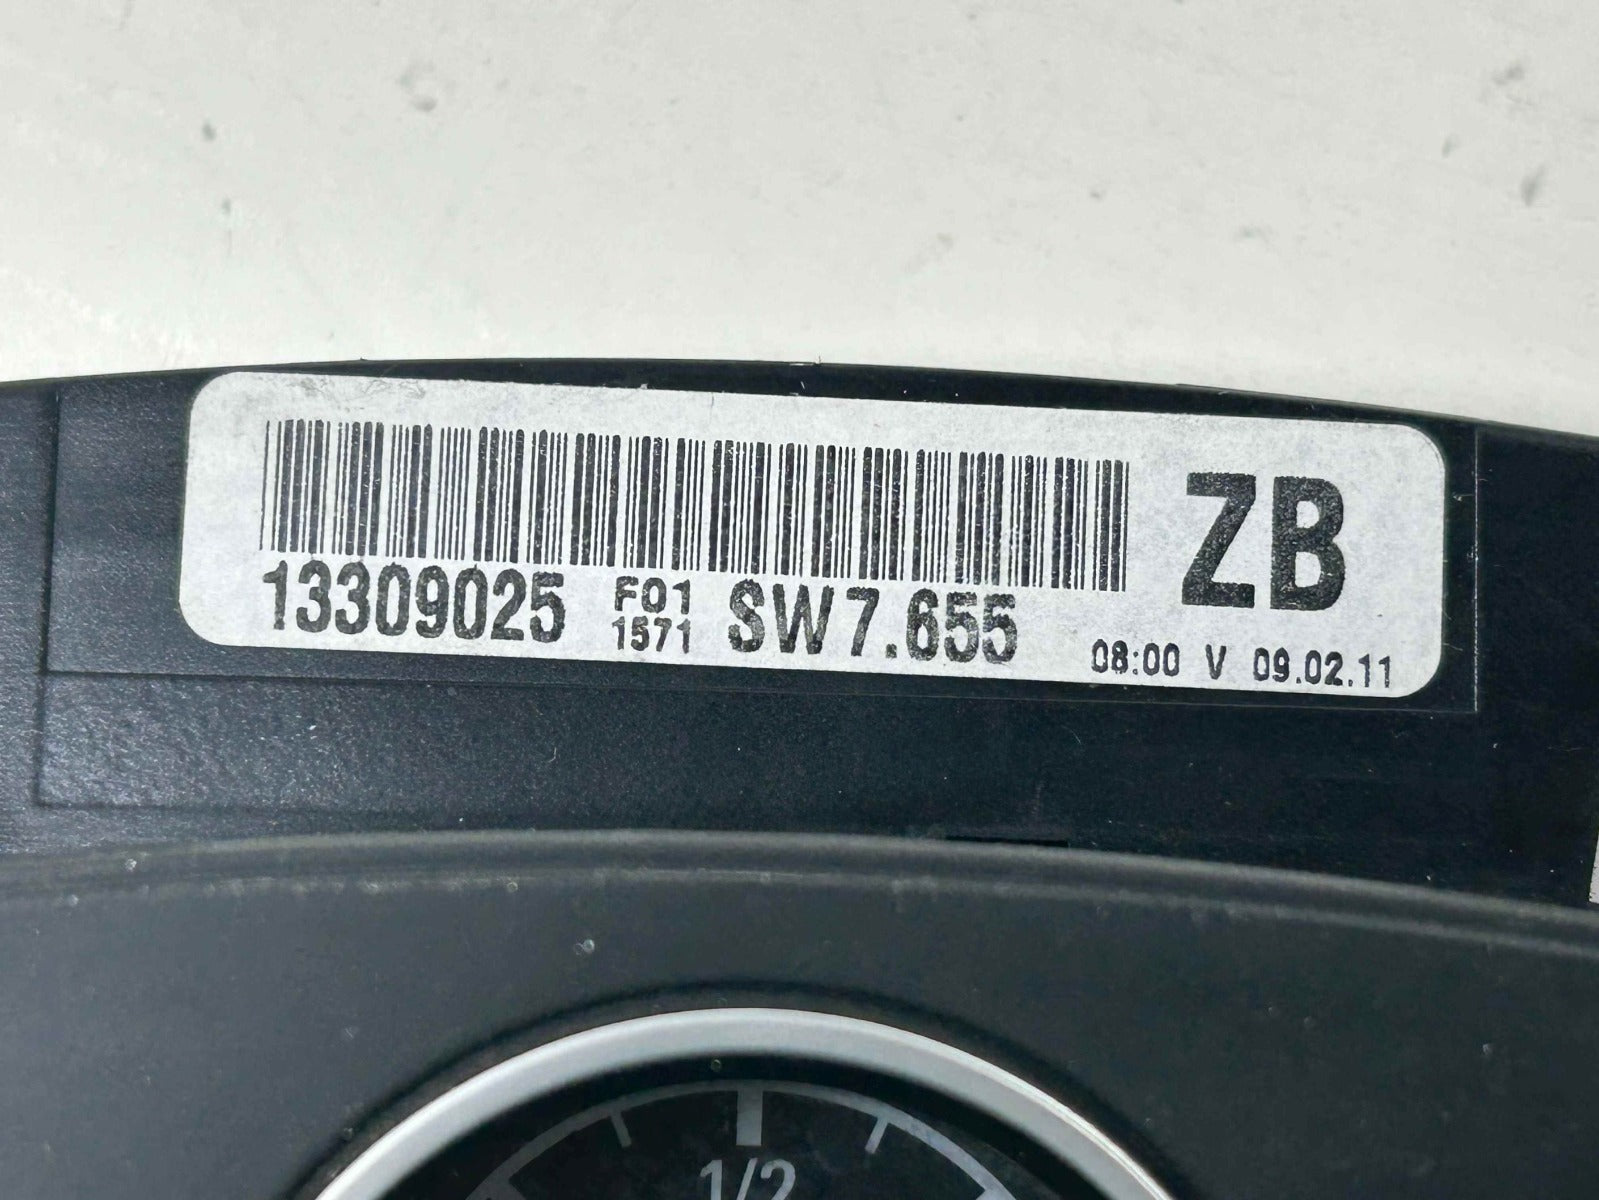 ZB
13309025 F01 1571 SW7.655
08:00 V 09.02.11
1/2